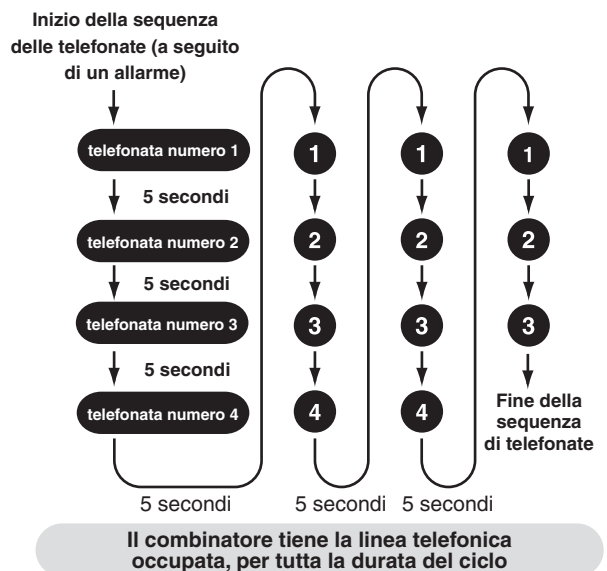 Inizio della sequenza
delle telefonate (a seguito
di un allarme)
telefonata numero 1
5 secondi
telefonata numero 2
5 secondi
telefonata numero 3
5 secondi
telefonata numero 4
5 secondi
1
2
3
4
5 secondi
1
2
3
4
5 secondi
1
2
3
Fine della
sequenza
di telefonate
Il combinatore tiene la linea telefonica
occupata, per tutta la durata del ciclo